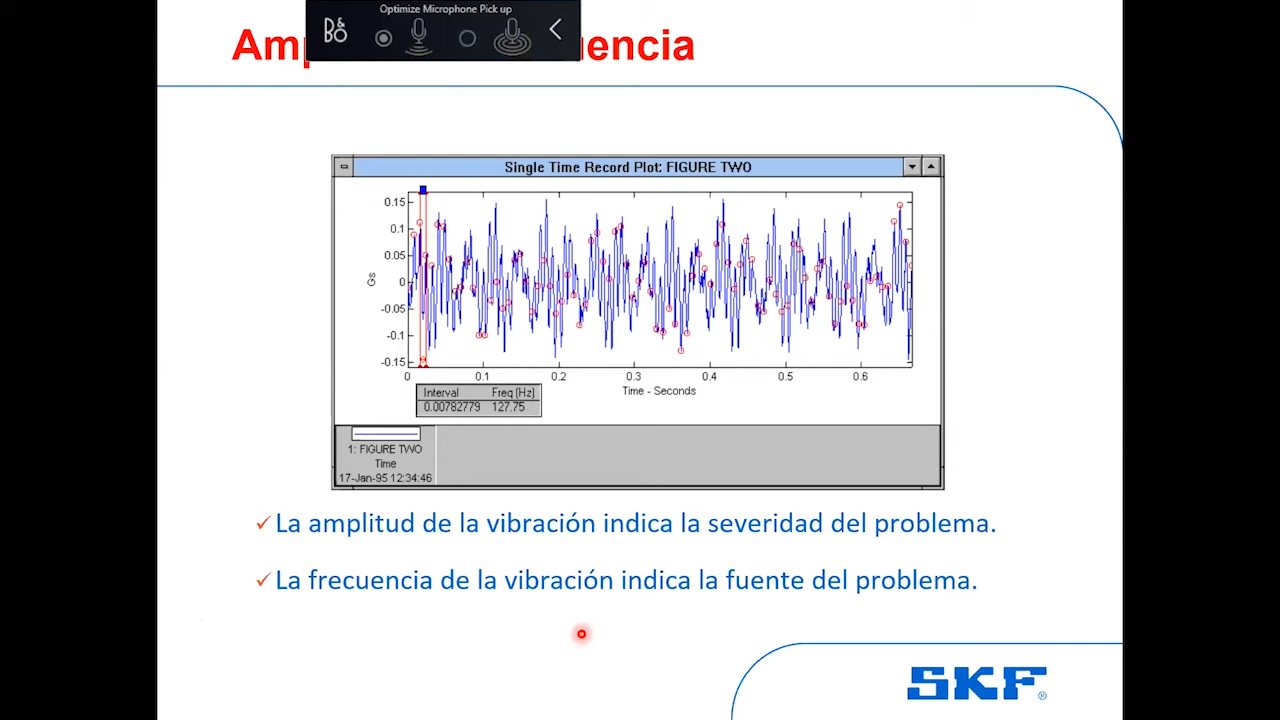 Optimize Microphone Pick up
B&O
Amp uencia
Single Time Record Plot: FIGURE TWO
0.15
0.1
0.05
0
-0.05
-0.1
-0.15
Gs
0 0.1 0.2 0.3 0.4 0.5 0.6
Time - Seconds
Interval Freq (Hz)
0.00782779 127.75
1: FIGURE TWO
Time
17-Jan-95 12:34:46
✓La amplitud de la vibración indica la severidad del problema.
✓La frecuencia de la vibración indica la fuente del problema.
SKF®